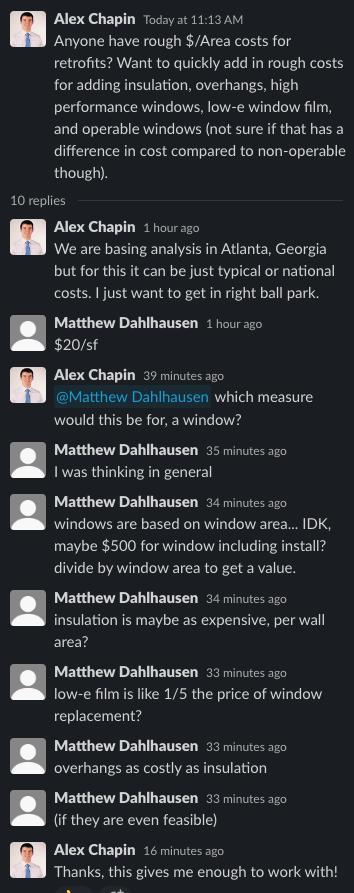 Alex Chapin Today at 11:13 AM
Anyone have rough $/Area costs for
retrofits? Want to quickly add in rough costs
for adding insulation, overhangs, high
performance windows, low-e window film,
and operable windows (not sure if that has a
difference in cost compared to non-operable
though).
10 replies
Alex Chapin 1 hour ago
We are basing analysis in Atlanta, Georgia
but for this it can be just typical or national
costs. I just want to get in right ball park.
Matthew Dahlhausen 1 hour ago
$20/sf
Alex Chapin 39 minutes ago
@Matthew Dahlhausen which measure
would this be for, a window?
Matthew Dahlhausen 35 minutes ago
I was thinking in general
Matthew Dahlhausen 34 minutes ago
windows are based on window area... IDK,
maybe $500 for window including install?
divide by window area to get a value.
Matthew Dahlhausen 34 minutes ago
insulation is maybe as expensive, per wall
area?
Matthew Dahlhausen 33 minutes ago
low-e film is like 1/5 the price of window
replacement?
Matthew Dahlhausen 33 minutes ago
overhangs as costly as insulation
Matthew Dahlhausen 33 minutes ago
(if they are even feasible)
Alex Chapin 16 minutes ago
Thanks, this gives me enough to work with!